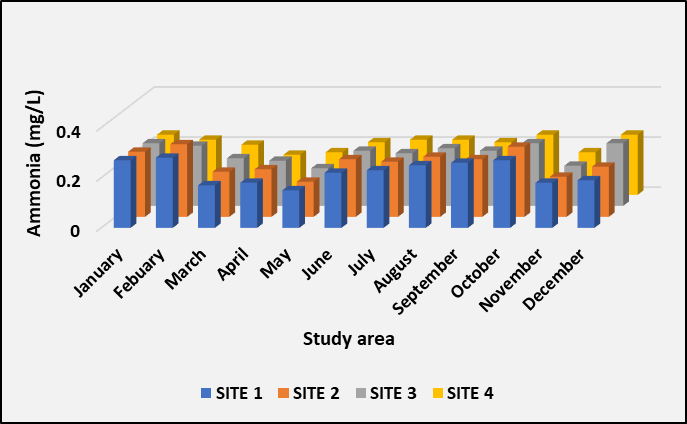 Ammonia (mg/L)
0.4
0.2
0
January
Febuary
March
April
May
June
July
August
September
October
November
December
Study area
SITE 1 SITE 2 SITE 3 SITE 4